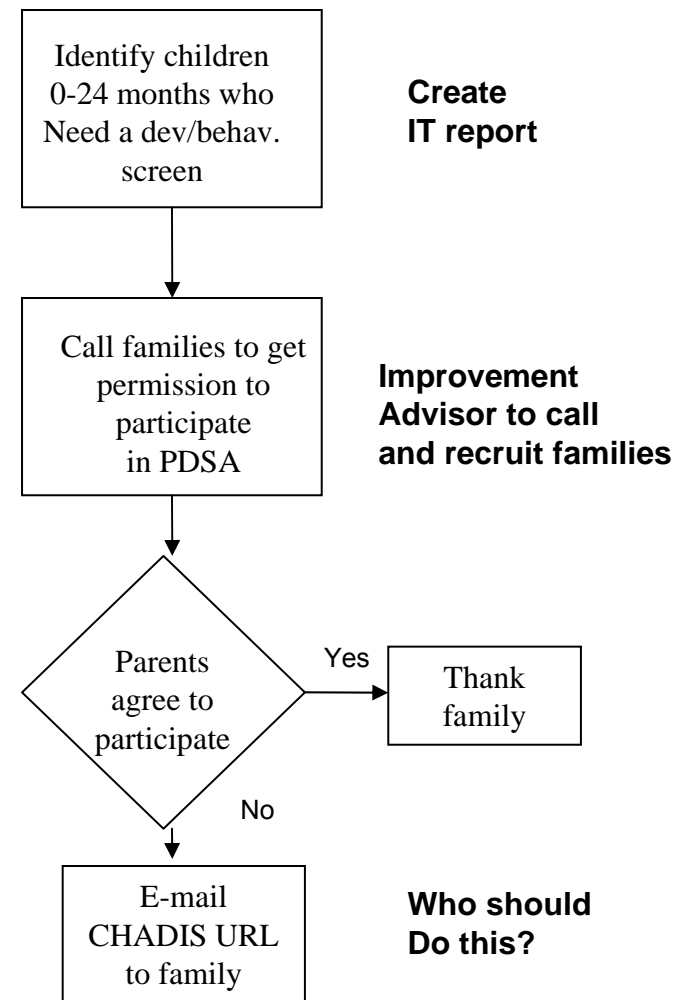 Identify children
0-24 months who
Need a dev/behav.
screen
Create
IT report
Call families to get
permission to
participate
in PDSA
Improvement
Advisor to call
and recruit families
Parents
agree to
participate
Yes
Thank
family
No
E-mail
CHADIS URL
to family
Who should
Do this?